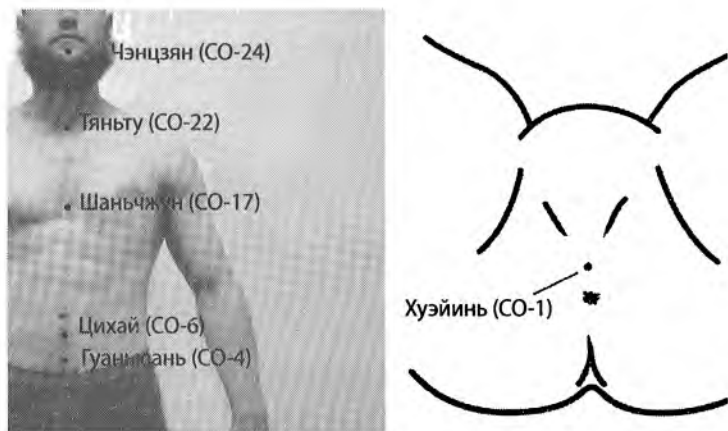 Чэнцзян (CO-24)
Тяньту (CO-22)
Шаньчжун (CO-17)
Цихай (CO-6)
Гуаньюань (CO-4)
Хуэйинь (CO-1)